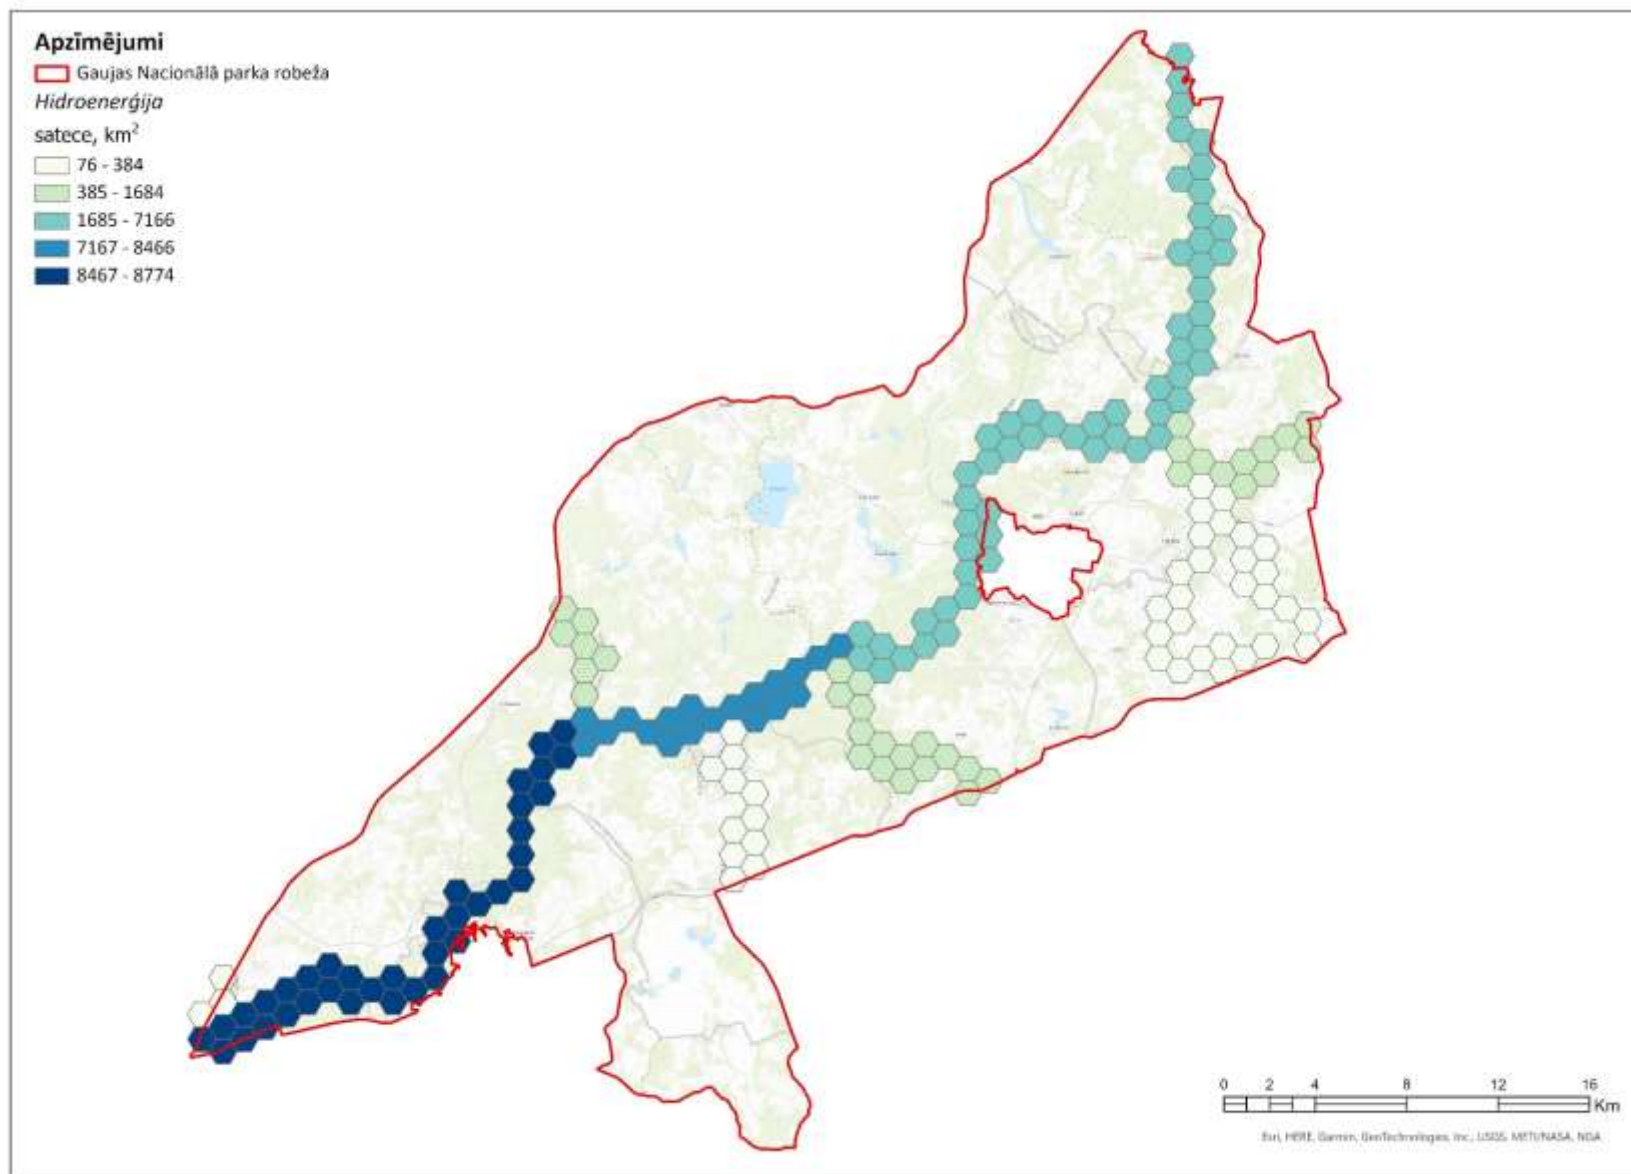 Apzīmējumi
Gaujas Nacionālā parka robeža
Hidroenerģija
satece, km²
76 - 384
385 - 1684
1685 - 7166
7167 - 8466
8467 - 8774
0 2 4 8 12 16
Km
Esri, HERE, Garmin, GeoTechnologies, Inc., USGS, METI/NASA, NGA